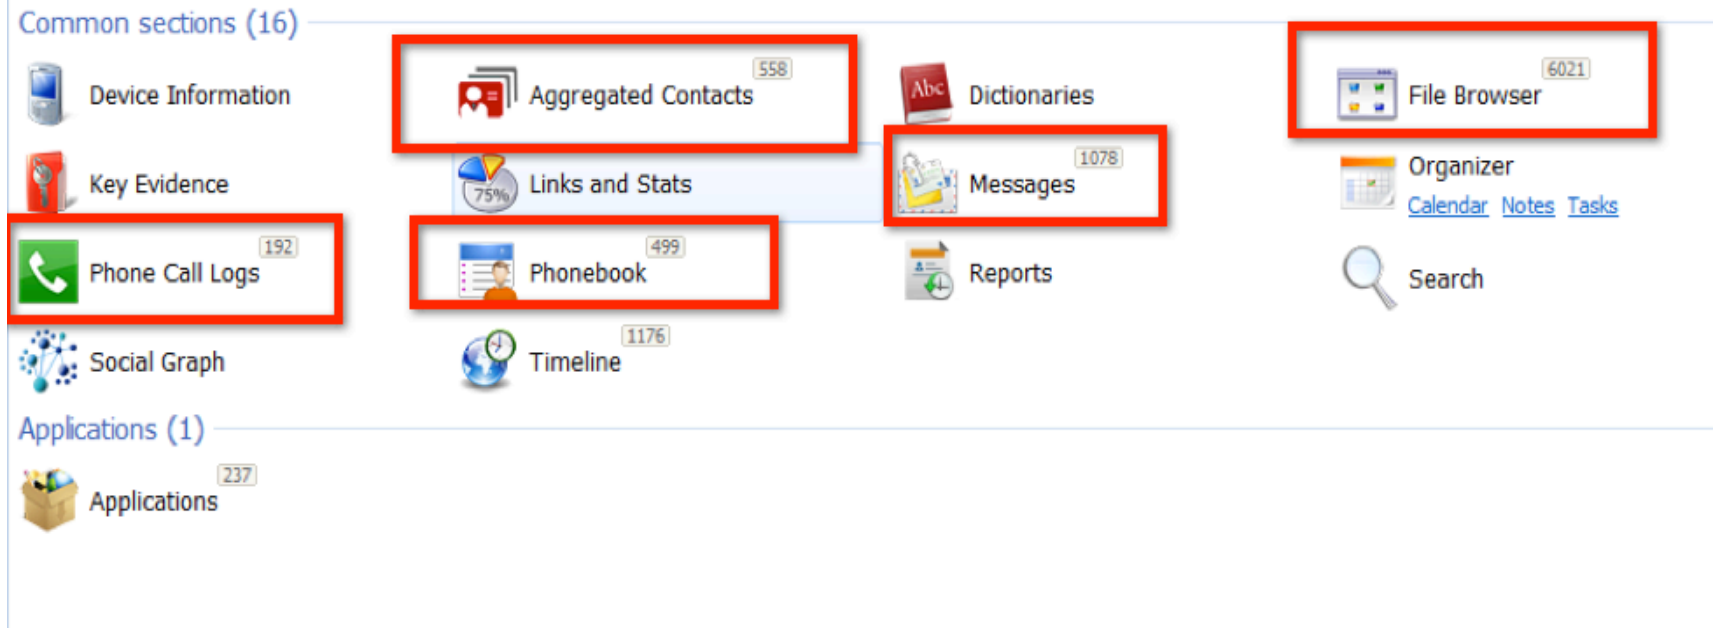 Common sections (16)
Device Information
Aggregated Contacts 558
Abc Dictionaries
File Browser 6021
Key Evidence
75% Links and Stats
Messages 1078
Organizer
Calendar Notes Tasks
Phone Call Logs 192
Phonebook 499
Reports
Search
Social Graph
Timeline 1176
Applications (1)
Applications 237